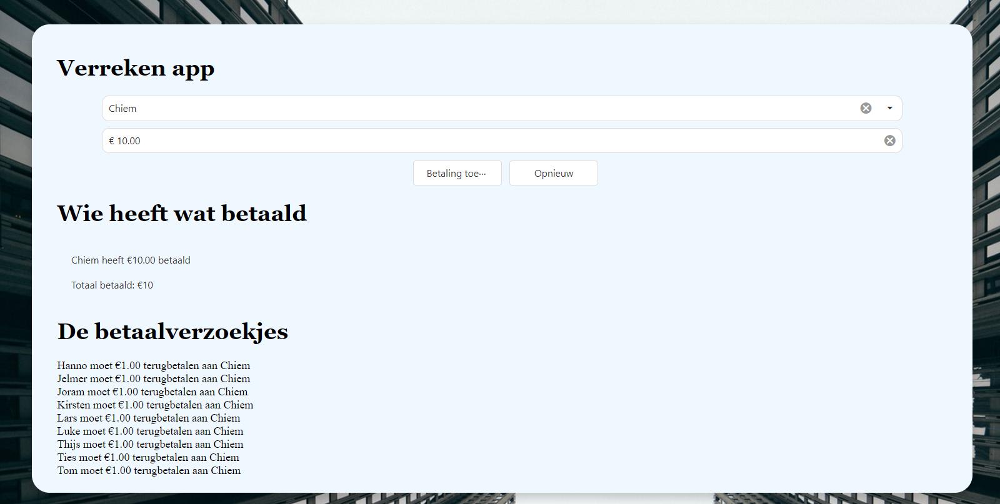 Verreken app
Chiem
€ 10.00
Betaling toe...
Opnieuw
Wie heeft wat betaald
Chiem heeft €10.00 betaald
Totaal betaald: €10
De betaalverzoekjes
Hanno moet €1.00 terugbetalen aan Chiem
Jelmer moet €1.00 terugbetalen aan Chiem
Joram moet €1.00 terugbetalen aan Chiem
Kirsten moet €1.00 terugbetalen aan Chiem
Lars moet €1.00 terugbetalen aan Chiem
Luke moet €1.00 terugbetalen aan Chiem
Thijs moet €1.00 terugbetalen aan Chiem
Ties moet €1.00 terugbetalen aan Chiem
Tom moet €1.00 terugbetalen aan Chiem